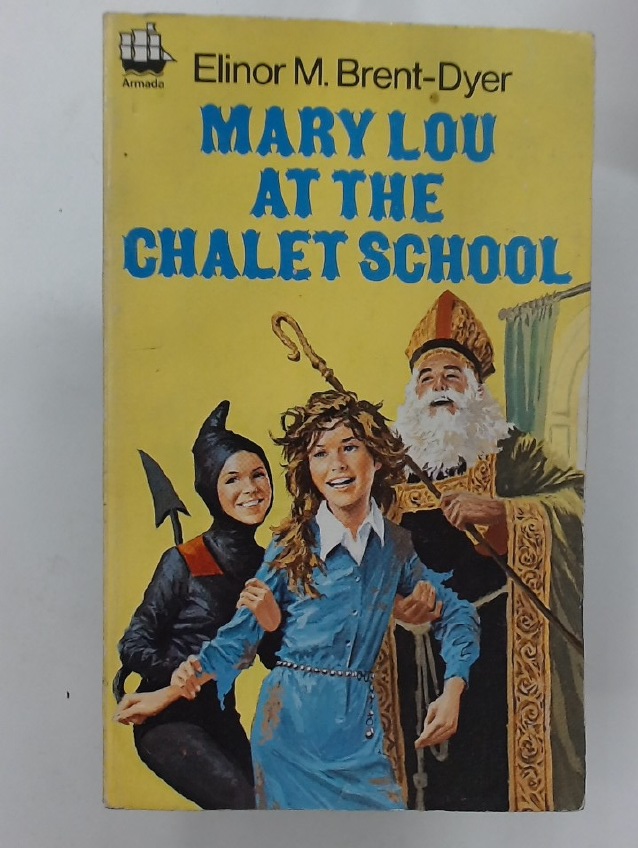 Armada
Elinor M. Brent-Dyer
MARY LOU
AT THE
CHALET SCHOOL